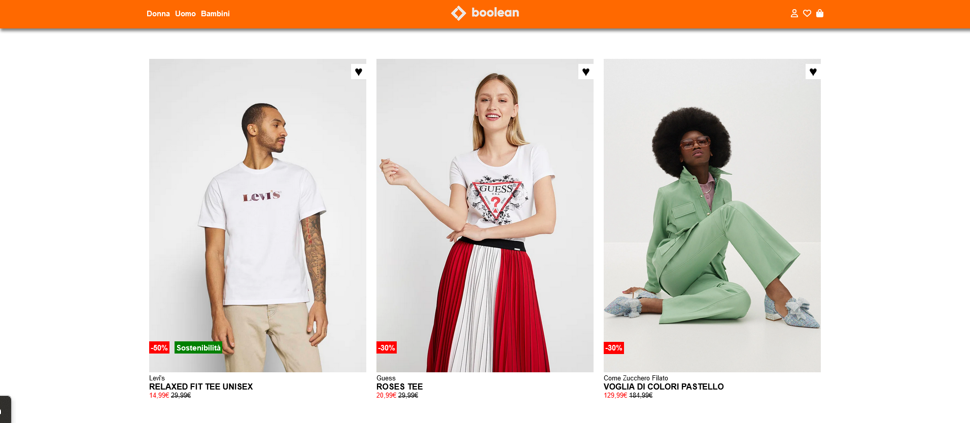 Donna Uomo Bambini
boolean
Levi's
GUESS
?
-50% Sostenibilità
-30%
-30%
Levi's
RELAXED FIT TEE UNISEX
14,99€ 29,99€
Guess
ROSES TEE
20,99€ 29,99€
Come Zucchero Filato
VOGLIA DI COLORI PASTELLO
129,99€ 184,99€